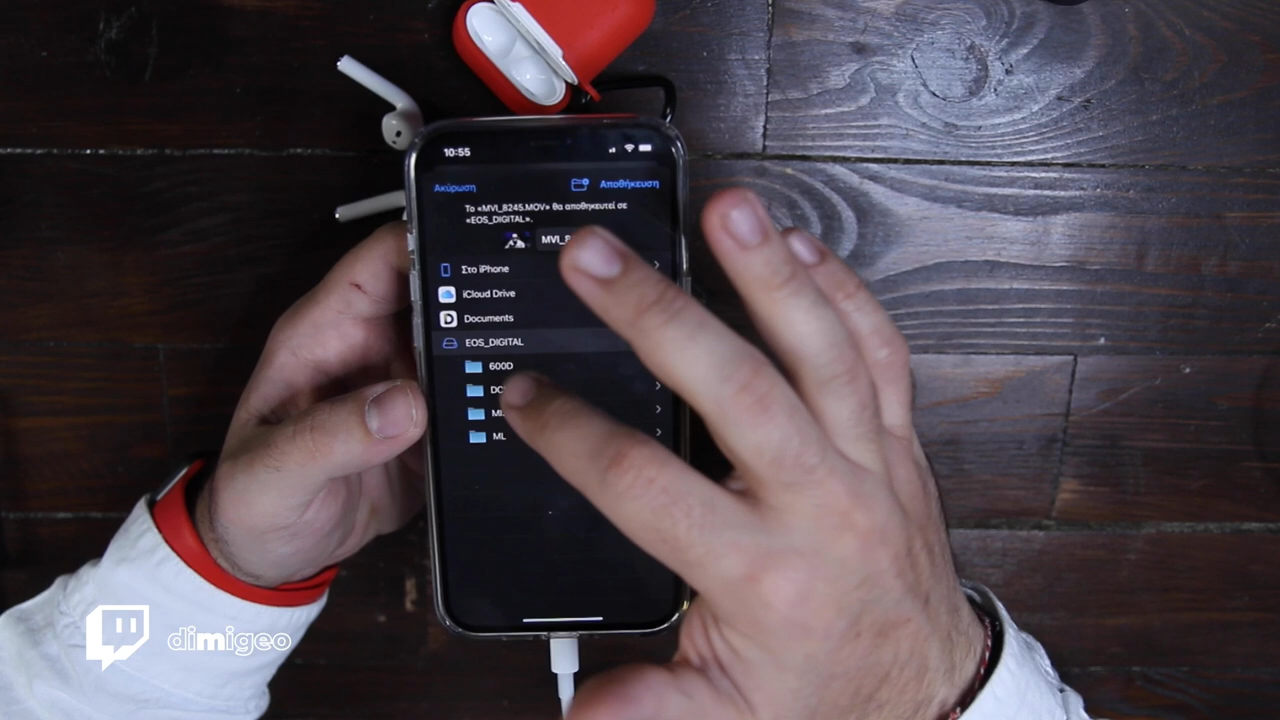 10:55
Ακύρωση
Αποθήκευση
Το «MVI_8245.MOV» θα αποθηκευτεί σε
«EOS_DIGITAL».
Στο iPhone
iCloud Drive
Documents
EOS_DIGITAL
600D
ML
dimigeo